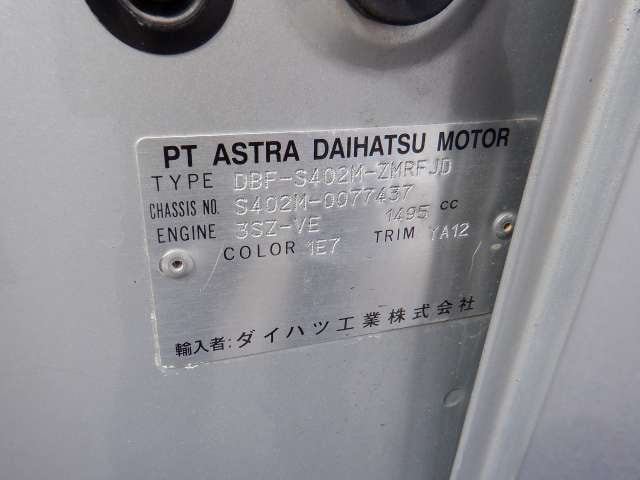 PT ASTRA DAIHATSU MOTOR
TYPE DBF-S402M-ZMRFJD
CHASSIS NO. S402M-0077437
ENGINE 3SZ-VE 1495 cc
COLOR 1E7 TRIM YA12
輸入者: ダイハツ工業株式会社